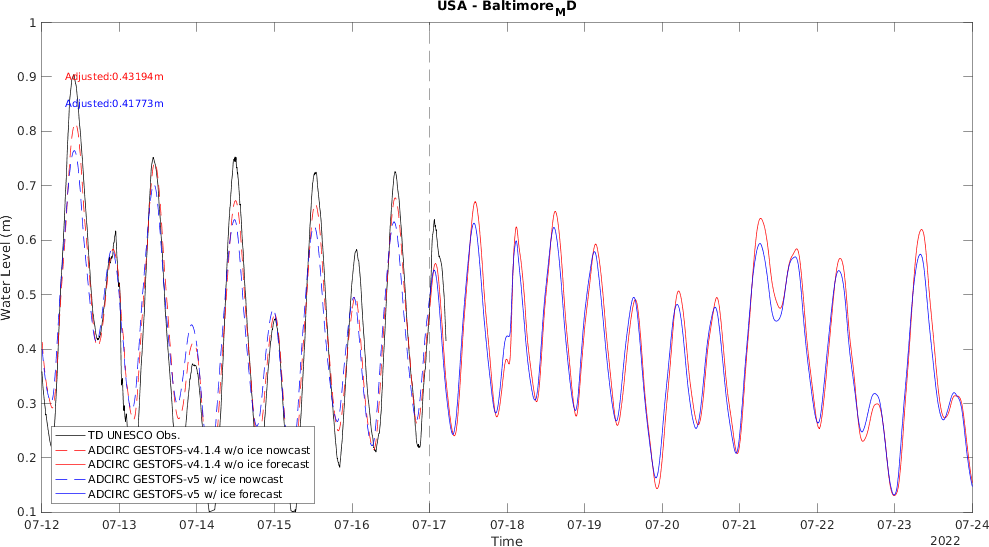 USA - BaltimoreMD
1
0.9
0.8
0.7
0.6
0.5
0.4
0.3
0.2
0.1
Water Level (m)
Adjusted:0.43194m
Adjusted:0.41773m
TD UNESCO Obs.
ADCIRC GESTOFS-v4.1.4 w/o ice nowcast
ADCIRC GESTOFS-v4.1.4 w/o ice forecast
ADCIRC GESTOFS-v5 w/ ice nowcast
ADCIRC GESTOFS-v5 w/ ice forecast
07-12 07-13 07-14 07-15 07-16 07-17 07-18 07-19 07-20 07-21 07-22 07-23 07-24
Time
2022